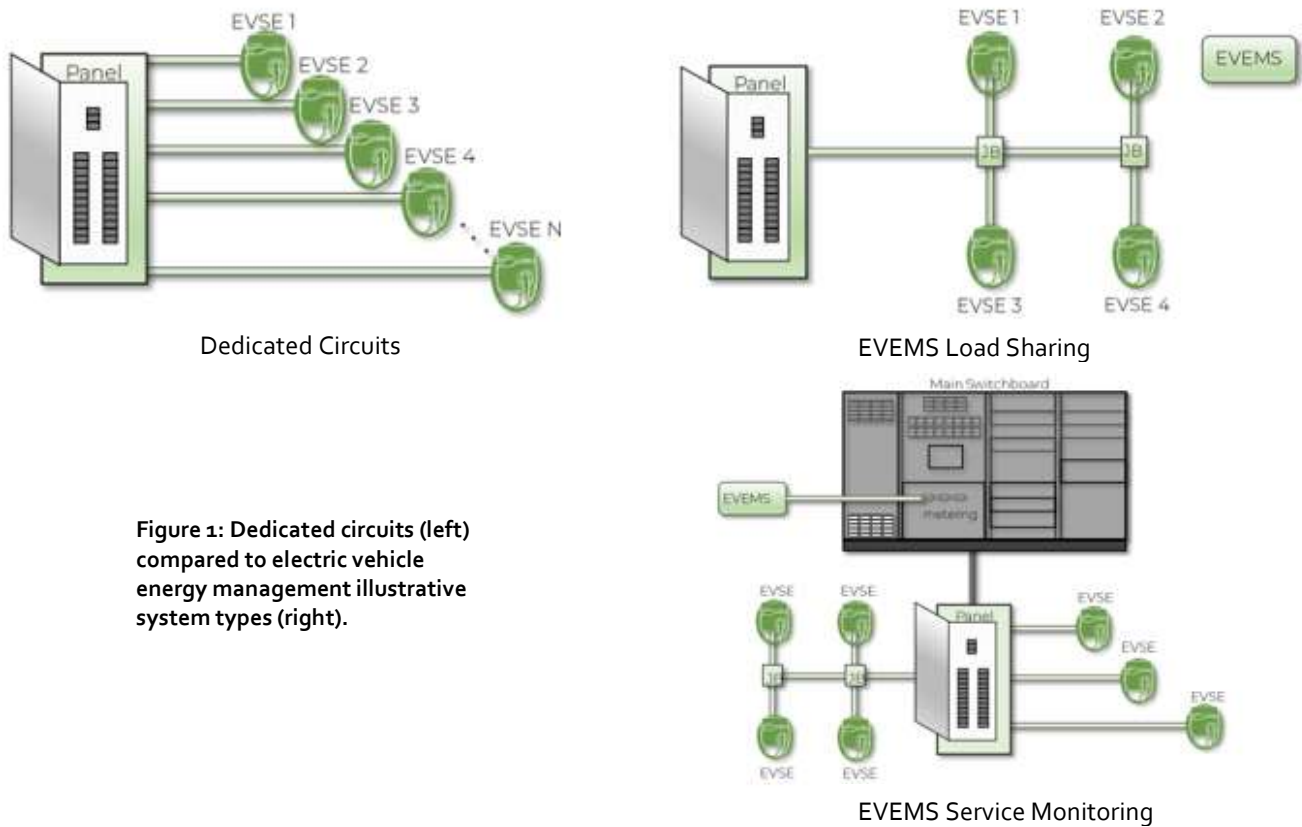 EVSE 1
Panel
EVSE 2
EVSE 3
EVSE 4
EVSE N
Dedicated Circuits
EVSE 1
EVSE 2
EVEMS
Panel
JB
JB
EVSE 3
EVSE 4
EVEMS Load Sharing
Main Switchboard
EVEMS
metering
EVSE
EVSE
EVSE
Panel
EVSE
JB
JB
EVSE
EVSE
EVSE
EVEMS Service Monitoring
Figure 1: Dedicated circuits (left)
compared to electric vehicle
energy management illustrative
system types (right).